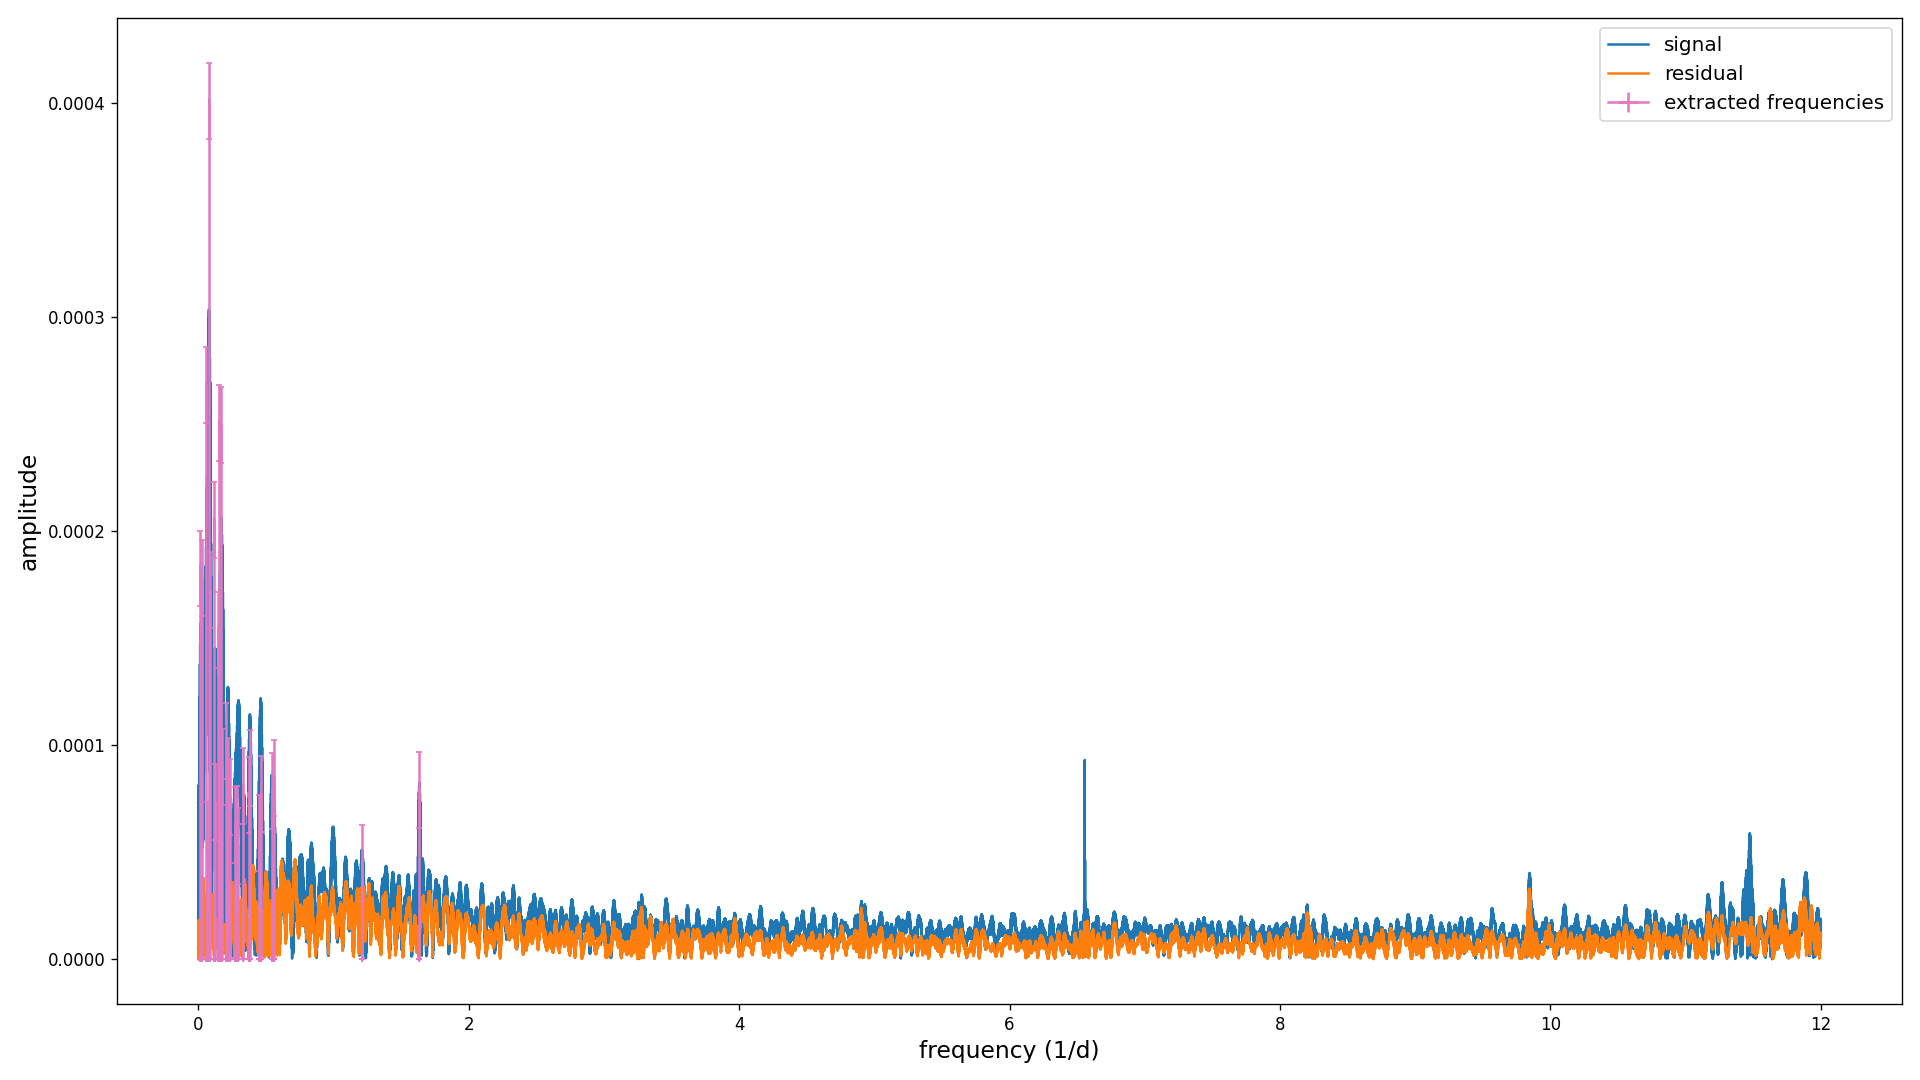 signal
residual
extracted frequencies
0.0004
0.0003
0.0002
0.0001
0.0000
amplitude
0 2 4 6 8 10 12
frequency (1/d)